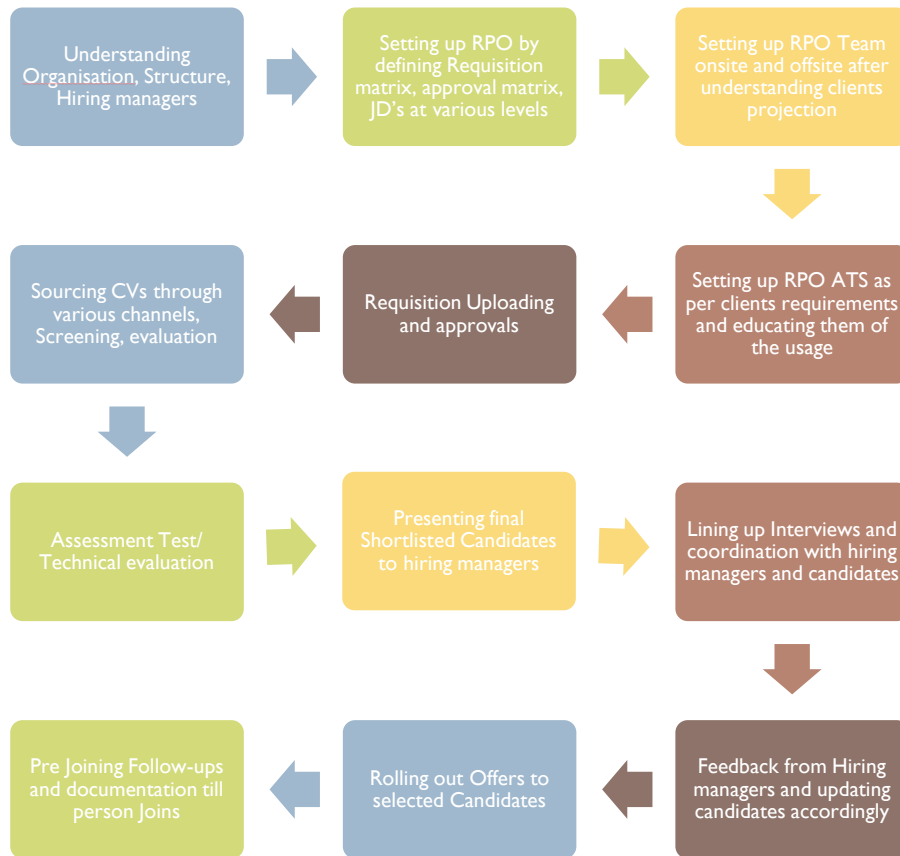 Understanding
Organisation, Structure,
Hiring managers
Setting up RPO by
defining Requisition
matrix, approval matrix,
JD's at various levels
Setting up RPO Team
onsite and offsite after
understanding clients
projection
Setting up RPO ATS as
per clients requirements
and educating them of
the usage
Requisition Uploading
and approvals
Sourcing CVs through
various channels,
Screening, evaluation
Assessment Test/
Technical evaluation
Presenting final
Shortlisted Candidates
to hiring managers
Lining up Interviews and
coordination with hiring
managers and candidates
Feedback from Hiring
managers and updating
candidates accordingly
Rolling out Offers to
selected Candidates
Pre Joining Follow-ups
and documentation till
person Joins